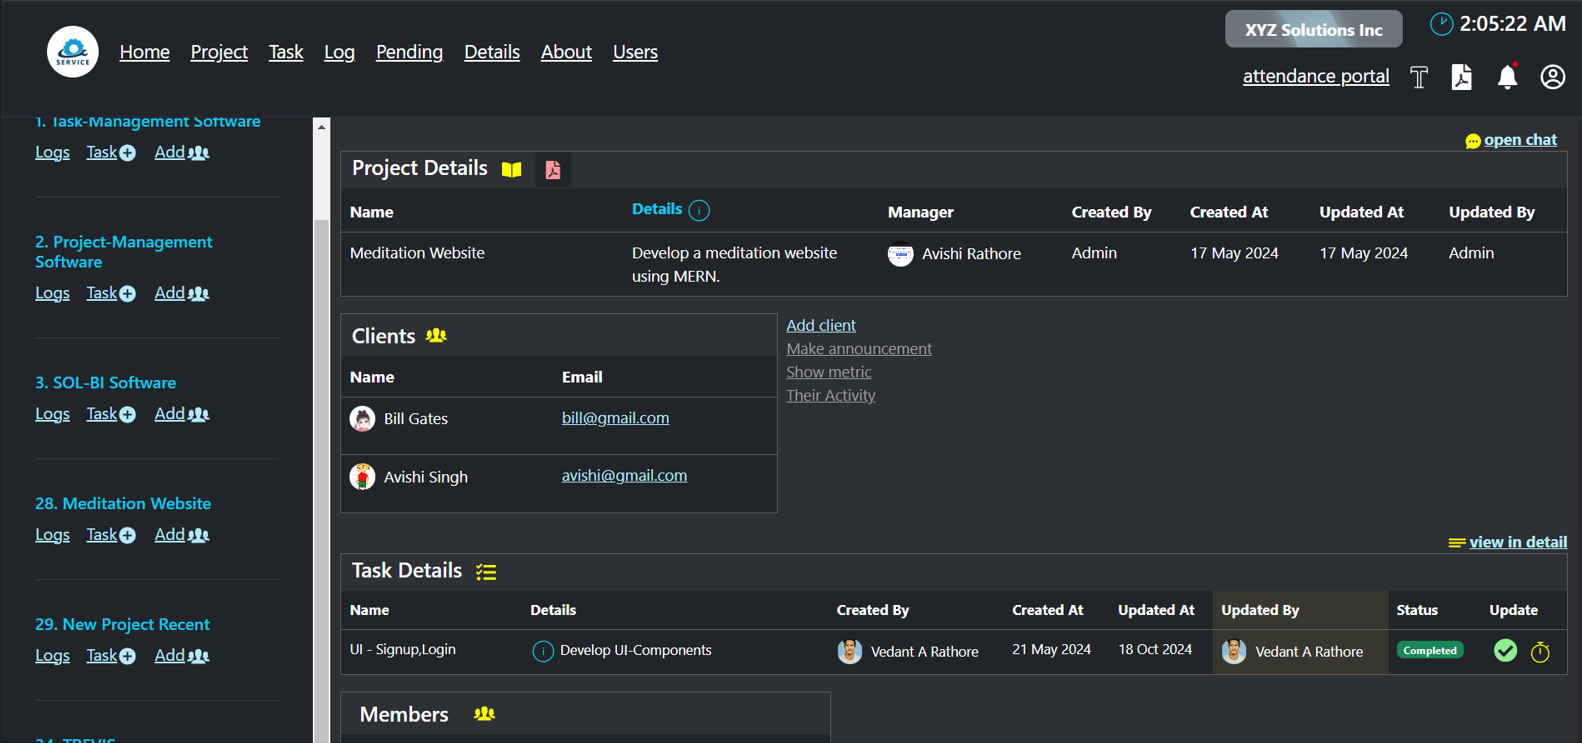 XYZ Solutions Inc 2:05:22 AM
SERVICE Home Project Task Log Pending Details About Users
attendance portal
1. Task-Management Software
Logs Task Add
2. Project-Management
Software
Logs Task Add
3. SOL-BI Software
Logs Task Add
28. Meditation Website
Logs Task Add
29. New Project Recent
Logs Task Add
open chat
Project Details
Name Details Manager Created By Created At Updated At Updated By
Meditation Website Develop a meditation website Avishi Rathore Admin 17 May 2024 17 May 2024 Admin
using MERN.
Clients
Name Email
Bill Gates bill@gmail.com
Avishi Singh avishi@gmail.com
Add client
Make announcement
Show metric
Their Activity
view in detail
Task Details
Name Details Created By Created At Updated At Updated By Status Update
UI - Signup,Login Develop UI-Components Vedant A Rathore 21 May 2024 18 Oct 2024 Vedant A Rathore Completed
Members